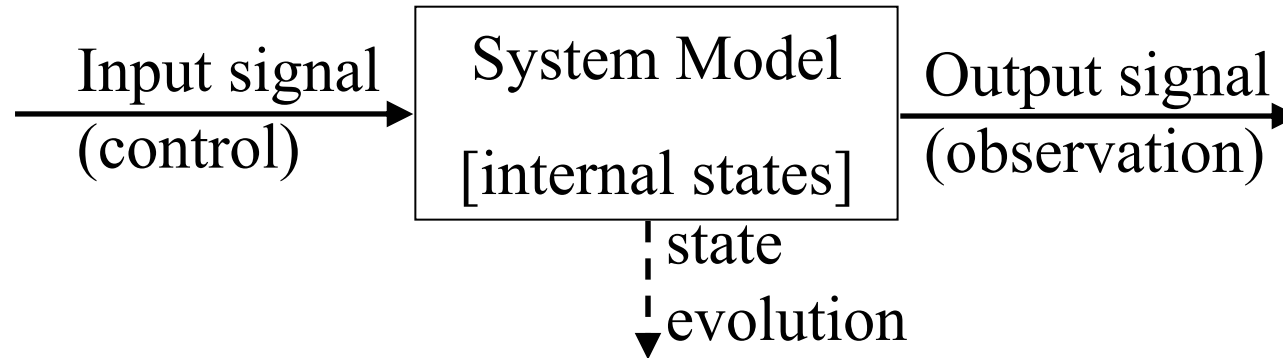 Input signal
(control)
System Model
[internal states]
Output signal
(observation)
state
evolution